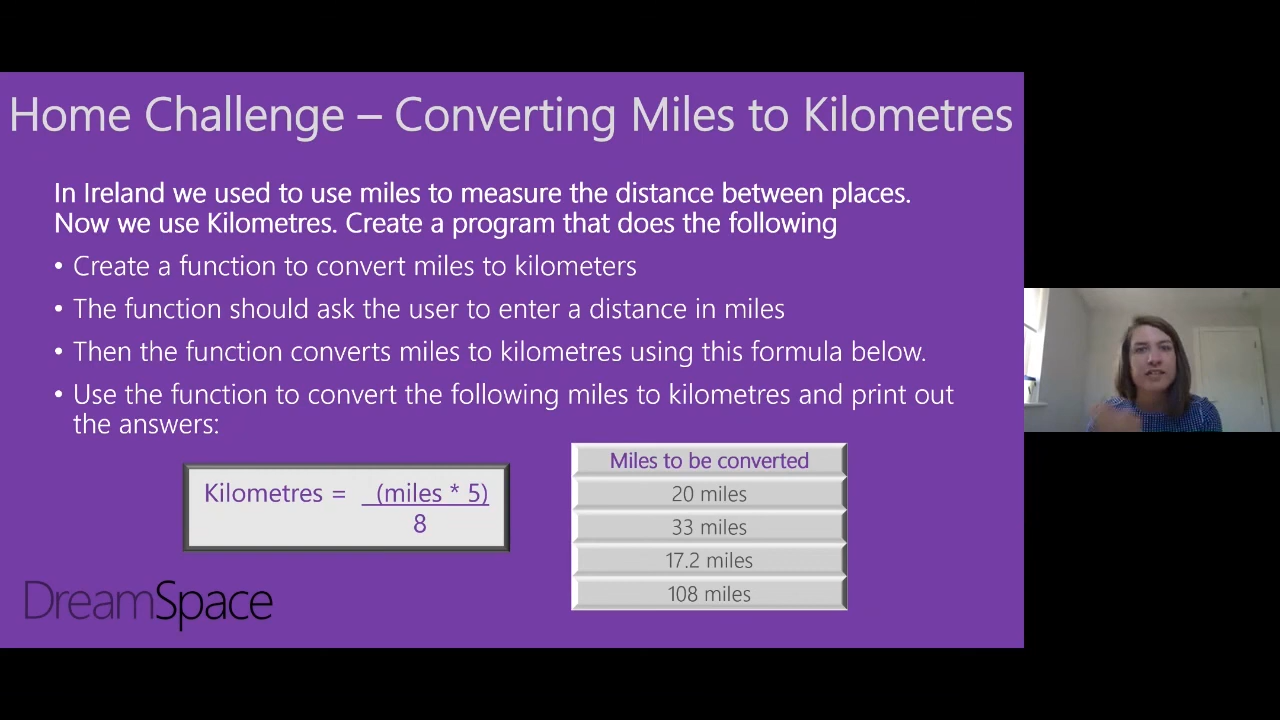 Home Challenge – Converting Miles to Kilometres
In Ireland we used to use miles to measure the distance between places.
Now we use Kilometres. Create a program that does the following
• Create a function to convert miles to kilometers
• The function should ask the user to enter a distance in miles
• Then the function converts miles to kilometres using this formula below.
• Use the function to convert the following miles to kilometres and print out
the answers:
Kilometres = (miles * 5)
8
Miles to be converted
20 miles
33 miles
17.2 miles
108 miles
DreamSpace